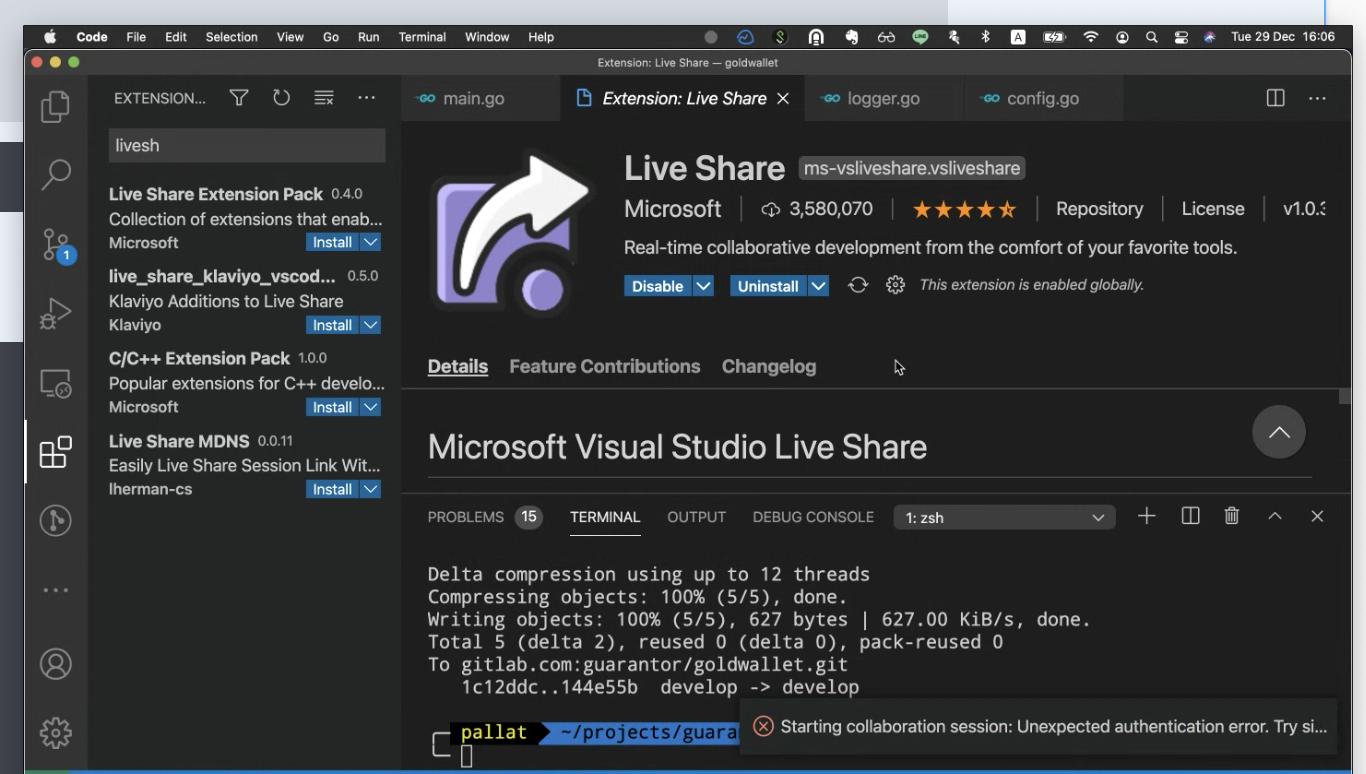 Code File Edit Selection View Go Run Terminal Window Help
Tue 29 Dec 16:06
Extension: Live Share — goldwallet
EXTENSION...
main.go
Extension: Live Share
logger.go
config.go
livesh
Live Share Extension Pack 0.4.0
Collection of extensions that enab...
Microsoft Install
live_share_klaviyo_vscod... 0.5.0
Klaviyo Additions to Live Share
Klaviyo Install
C/C++ Extension Pack 1.0.0
Popular extensions for C++ develo...
Microsoft Install
Live Share MDNS 0.0.11
Easily Live Share Session Link Wit...
lherman-cs Install
1
Live Share ms-vsliveshare.vsliveshare
Microsoft 3,580,070 Repository License v1.0.3
Real-time collaborative development from the comfort of your favorite tools.
Disable Uninstall This extension is enabled globally.
Details Feature Contributions Changelog
Microsoft Visual Studio Live Share
PROBLEMS 15 TERMINAL OUTPUT DEBUG CONSOLE 1: zsh
Delta compression using up to 12 threads
Compressing objects: 100% (5/5), done.
Writing objects: 100% (5/5), 627 bytes | 627.00 KiB/s, done.
Total 5 (delta 2), reused 0 (delta 0), pack-reused 0
To gitlab.com:guarantor/goldwallet.git
1c12ddc..144e55b develop -> develop
pallat ~/projects/guara
Starting collaboration session: Unexpected authentication error. Try si...